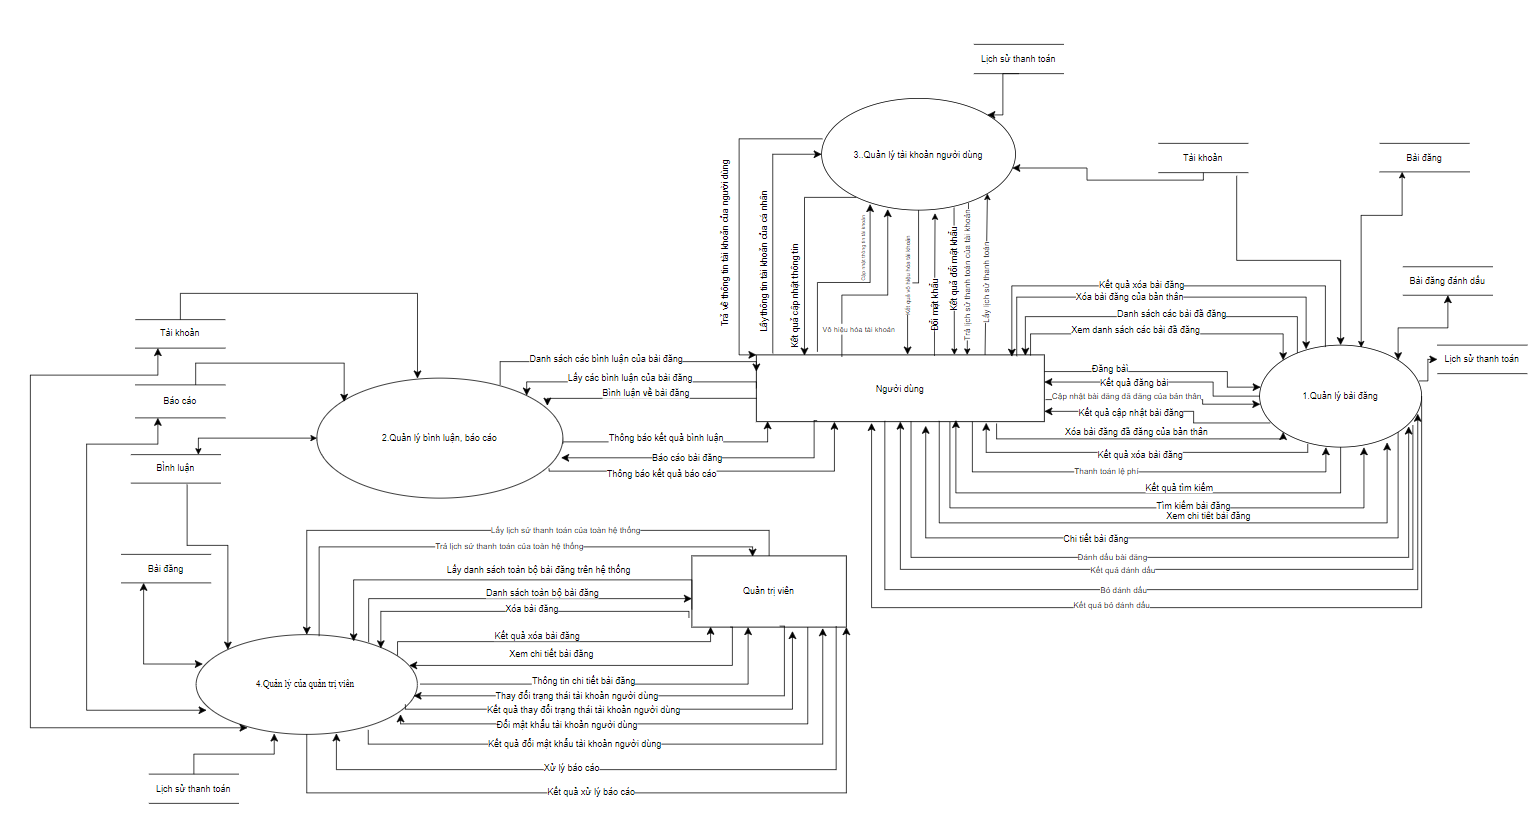 Lịch sử thanh toán
3..Quản lý tài khoản người dùng
Tài khoản
Bài đăng
Trả về thông tin tài khoản của người dùng
Lấy thông tin tài khoản của cá nhân
Kết quả cập nhật thông tin
Cập nhật thông tin tài khoản
Vô hiệu hóa tài khoản
Kết quả vô hiệu hóa tài khoản
Đổi mật khẩu
Kết quả đổi mật khẩu
Trả lịch sử thanh toán của tài khoản
Lấy lịch sử thanh toán
Bài đăng đánh dấu
Kết quả xóa bài đăng
Xóa bài đăng của bản thân
Danh sách các bài đã đăng
Xem danh sách các bài đã đăng
Lịch sử thanh toán
Tài khoản
Báo cáo
Bình luận
2.Quản lý bình luận, báo cáo
Danh sách các bình luận của bài đăng
Lấy các bình luận của bài đăng
Bình luận về bài đăng
Thông báo kết quả bình luận
Báo cáo bài đăng
Thông báo kết quả báo cáo
Người dùng
1.Quản lý bài đăng
Đăng bài
Kết quả đăng bài
Cập nhật bài đăng đã đăng của bản thân
Kết quả cập nhật bài đăng
Xóa bài đăng đã đăng của bản thân
Kết quả xóa bài đăng
Thanh toán lệ phí
Kết quả tìm kiếm
Tìm kiếm bài đăng
Xem chi tiết bài đăng
Chi tiết bài đăng
Đánh dấu bài đăng
Kết quả đánh dấu
Bỏ đánh dấu
Kết quả bỏ đánh dấu
Lấy lịch sử thanh toán của toàn hệ thống
Trả lịch sử thanh toán của toàn hệ thống
Bài đăng
Lấy danh sách toàn bộ bài đăng trên hệ thống
Danh sách toàn bộ bài đăng
Xóa bài đăng
Quản trị viên
Kết quả xóa bài đăng
Xem chi tiết bài đăng
4.Quản lý của quản trị viên
Thông tin chi tiết bài đăng
Thay đổi trạng thái tài khoản người dùng
Kết quả thay đổi trạng thái tài khoản người dùng
Đổi mật khẩu tài khoản người dùng
Kết quả đổi mật khẩu tài khoản người dùng
Xử lý báo cáo
Kết quả xử lý báo cáo
Lịch sử thanh toán